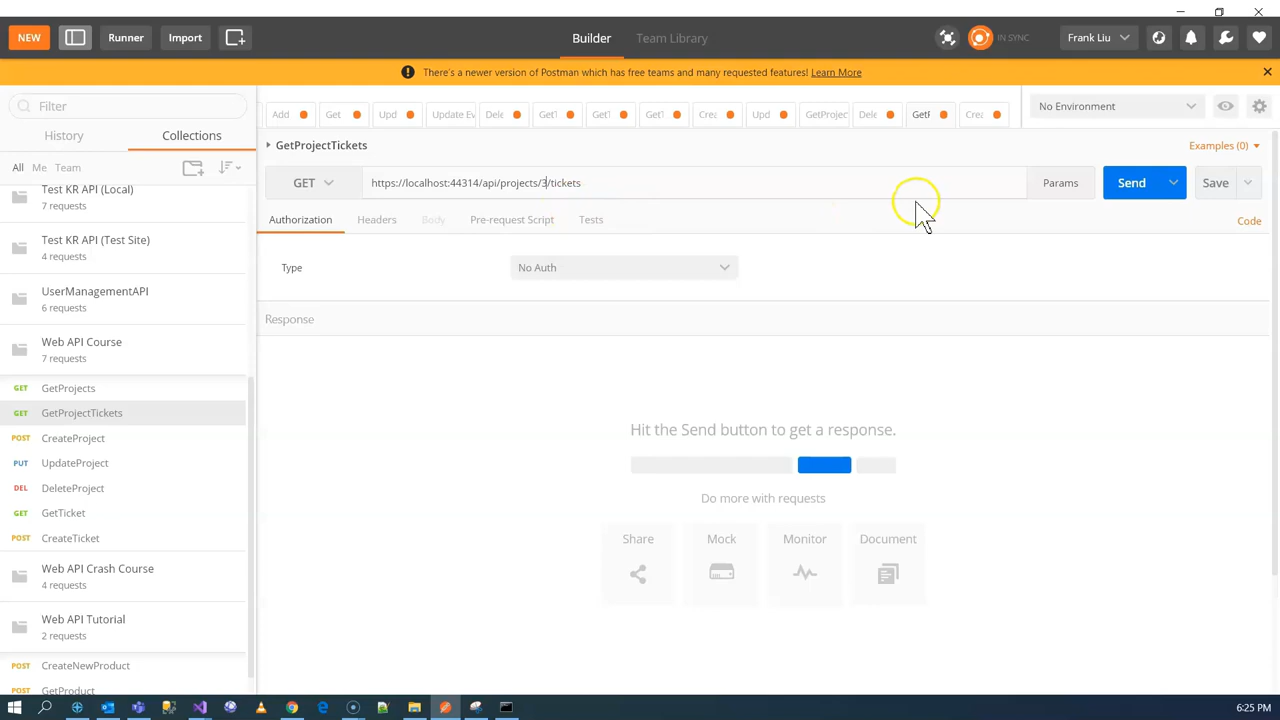 NEW
Runner
Import
Builder
Team Library
IN SYNC
Frank Liu
There's a newer version of Postman which has free teams and many requested features! Learn More
Filter
History
Collections
All Me Team
Test KR API (Local)
7 requests
Test KR API (Test Site)
4 requests
UserManagementAPI
6 requests
Web API Course
7 requests
GET GetProjects
GET GetProjectTickets
POST CreateProject
PUT UpdateProject
DEL DeleteProject
GET GetTicket
POST CreateTicket
Web API Crash Course
4 requests
Web API Tutorial
2 requests
POST CreateNewProduct
GET GetProduct
Add Get Upd Update Ev Dele GetT GetT GetT Crea Upd GetProjec Dele GetF Crea
No Environment
GetProjectTickets
Examples (0)
GET https://localhost:44314/api/projects/3/tickets Params Send Save
Authorization Headers Body Pre-request Script Tests Code
Type No Auth
Response
Hit the Send button to get a response.
Do more with requests
Share Mock Monitor Document
6:25 PM